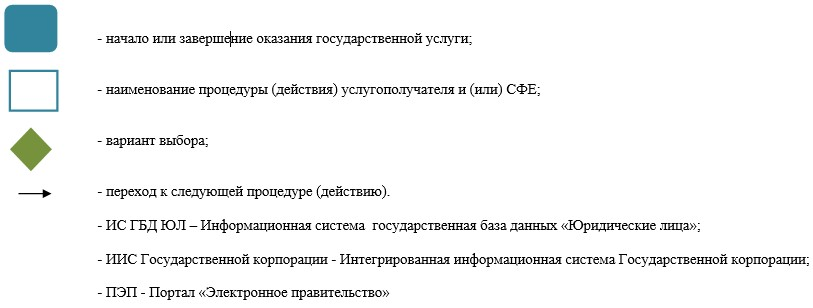 - начало или завершение оказания государственной услуги;
- наименование процедуры (действия) услугополучателя и (или) СФЕ;
- вариант выбора;
- переход к следующей процедуре (действию).
- ИС ГБД ЮЛ – Информационная система государственная база данных «Юридические лица»;
- ИИС Государственной корпорации - Интегрированная информационная система Государственной корпорации;
- ПЭП - Портал «Электронное правительство»